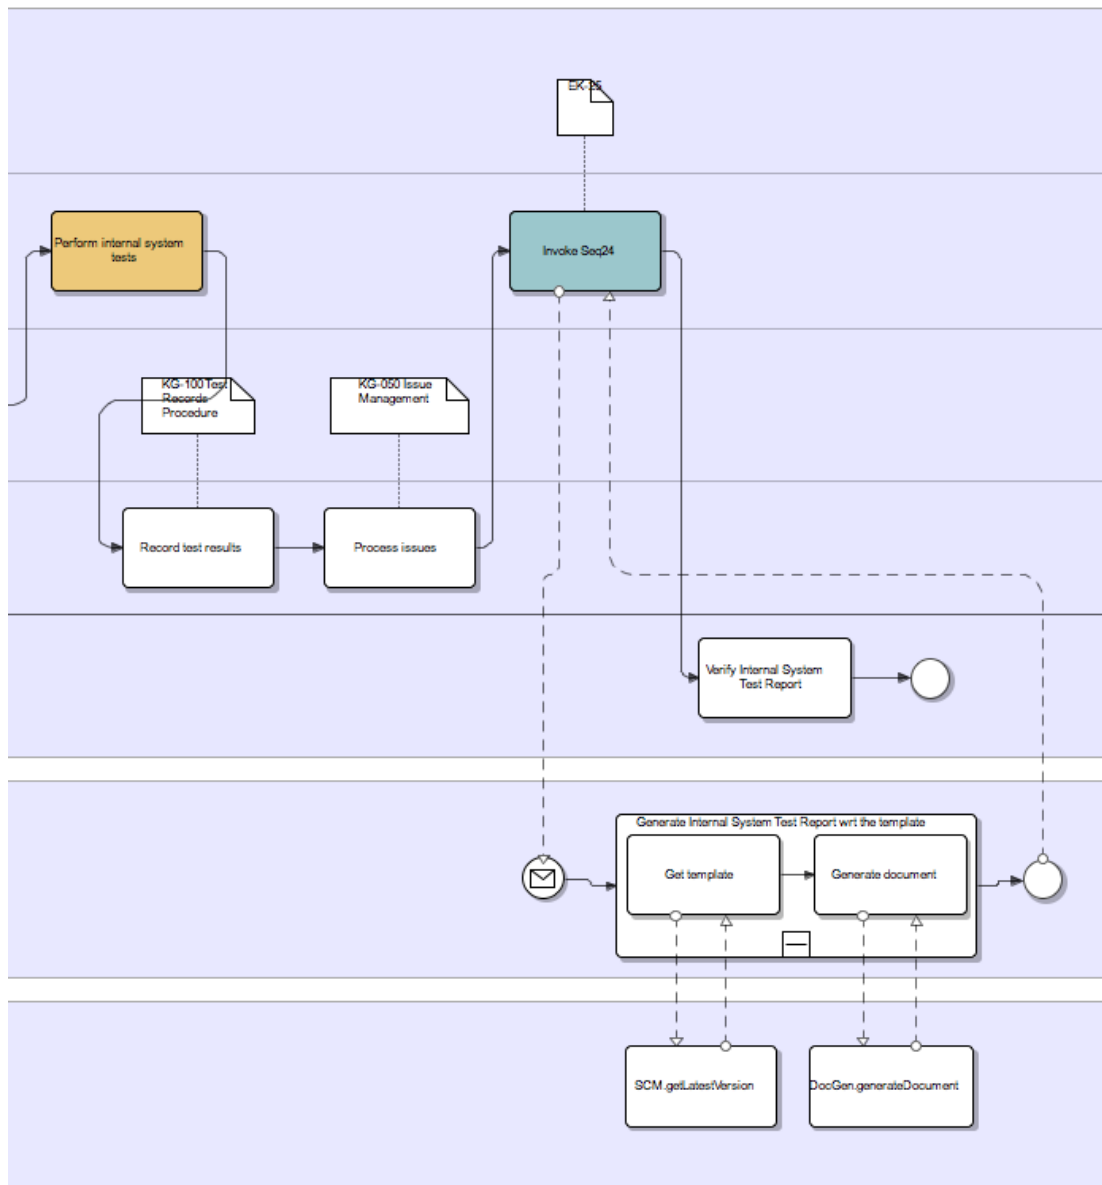 EK-25
Perform internal system
tests
Invoke Seq24
KG-100 Test
Records
Procedure
KG-050 Issue
Management
Record test results
Process issues
Verify Internal System
Test Report
Generate Internal System Test Report wrt the template
Get template
Generate document
SCM.getLatestVersion
DocGen.generateDocument